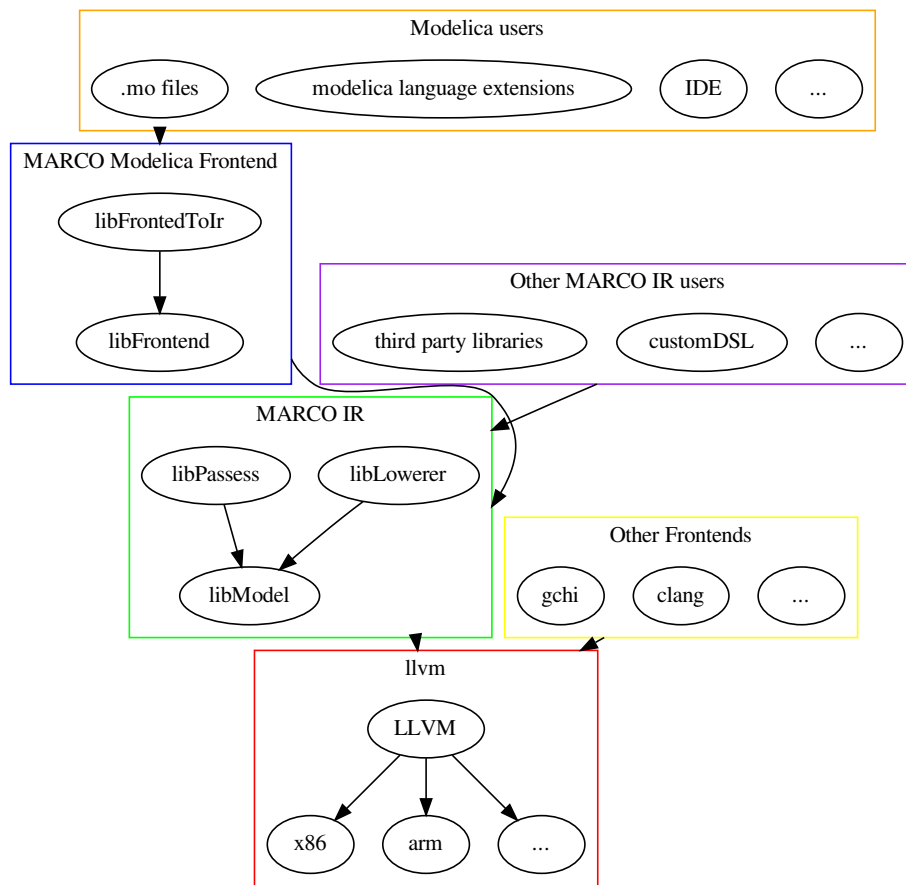 Modelica users
.mo files
modelica language extensions
IDE
...
MARCO Modelica Frontend
libFrontedToIr
libFrontend
Other MARCO IR users
third party libraries
customDSL
...
MARCO IR
libPassess
libLowerer
libModel
Other Frontends
gchi
clang
...
llvm
LLVM
x86
arm
...